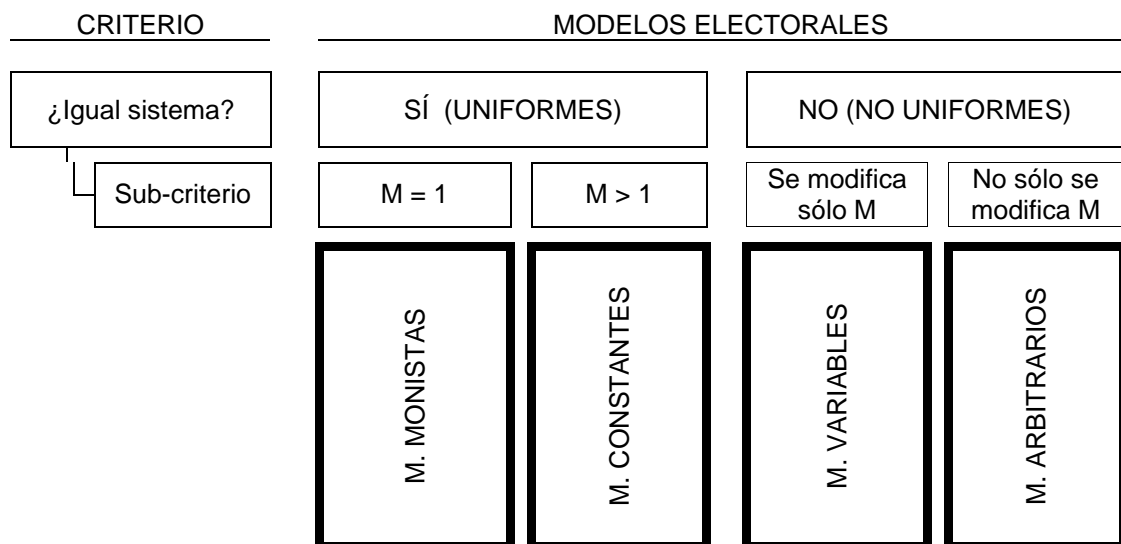 CRITERIO
MODELOS ELECTORALES
¿Igual sistema?
SÍ (UNIFORMES)
NO (NO UNIFORMES)
Sub-criterio
M = 1
M > 1
Se modifica
sólo M
No sólo se
modifica M
M. MONISTAS
M. CONSTANTES
M. VARIABLES
M. ARBITRARIOS